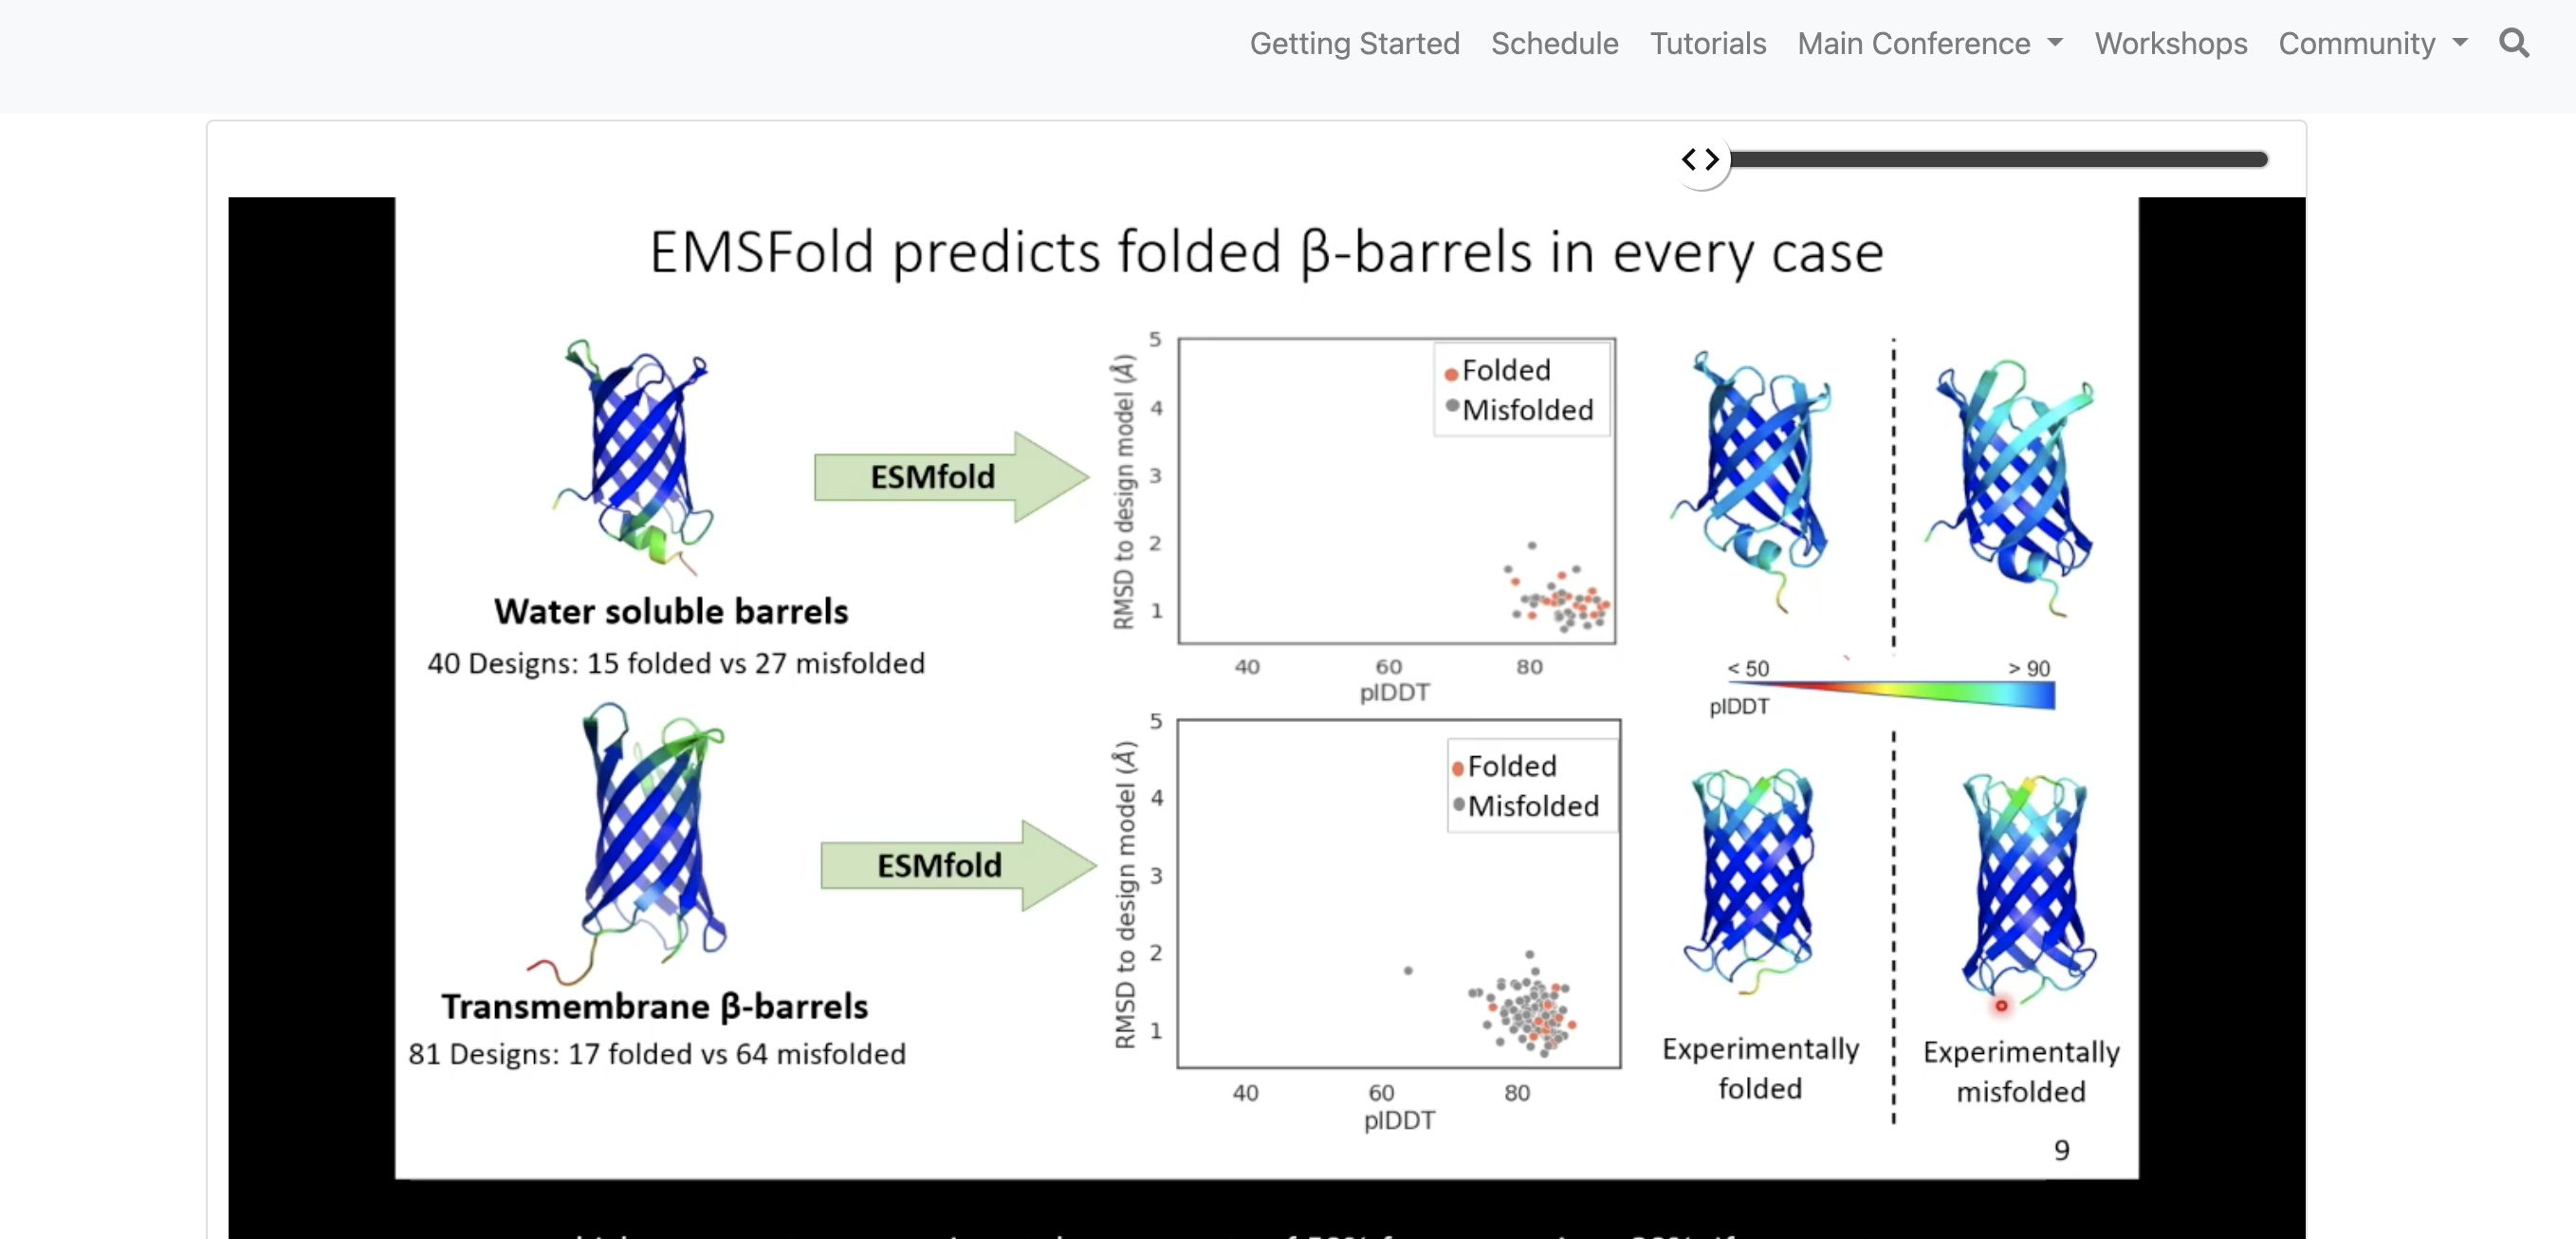 Getting Started Schedule Tutorials Main Conference Workshops Community
EMSFold predicts folded β-barrels in every case
ESMfold
Water soluble barrels
40 Designs: 15 folded vs 27 misfolded
RMSD to design model (Å)
5
4
3
2
1
Folded
Misfolded
40 60 80
plDDT
< 50 > 90
plDDT
ESMfold
Transmembrane β-barrels
81 Designs: 17 folded vs 64 misfolded
RMSD to design model (Å)
5
4
3
2
1
Folded
Misfolded
40 60 80
plDDT
Experimentally
folded
Experimentally
misfolded
9